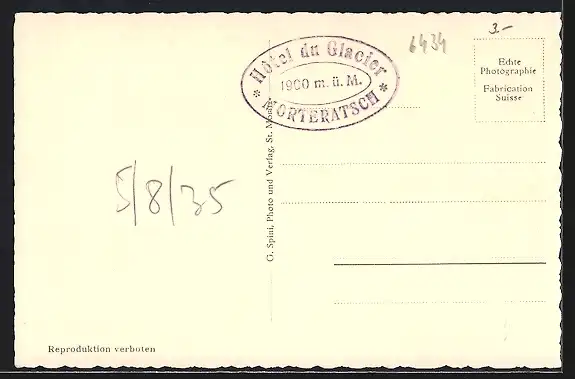 6434
3.-
Hôtel du Glacier
1900 m. ü. M.
* MORTERATSCH *
Echte
Photographie
Fabrication
Suisse
5/8/35
G. Spini, Photo und Verlag, St. Moritz
Reproduktion verboten